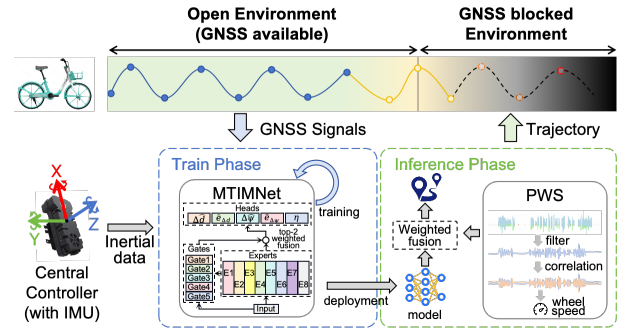 Open Environment
(GNSS available)
GNSS blocked
Environment
GNSS Signals
Trajectory
Train Phase
Inference Phase
X
Y
Z
Central
Controller
(with IMU)
Inertial
data
MTIMNet
training
Heads
Δd̂
ê_Δd
Δψ̂
ê_Δψ
η
top-2
weighted
fusion
Gates
Gate1
Gate2
Gate3
Gate4
Gate5
Experts
E1
E2
E3
E4
E5
E6
E7
E8
Input
deployment
Weighted
fusion
model
PWS
filter
correlation
wheel
speed